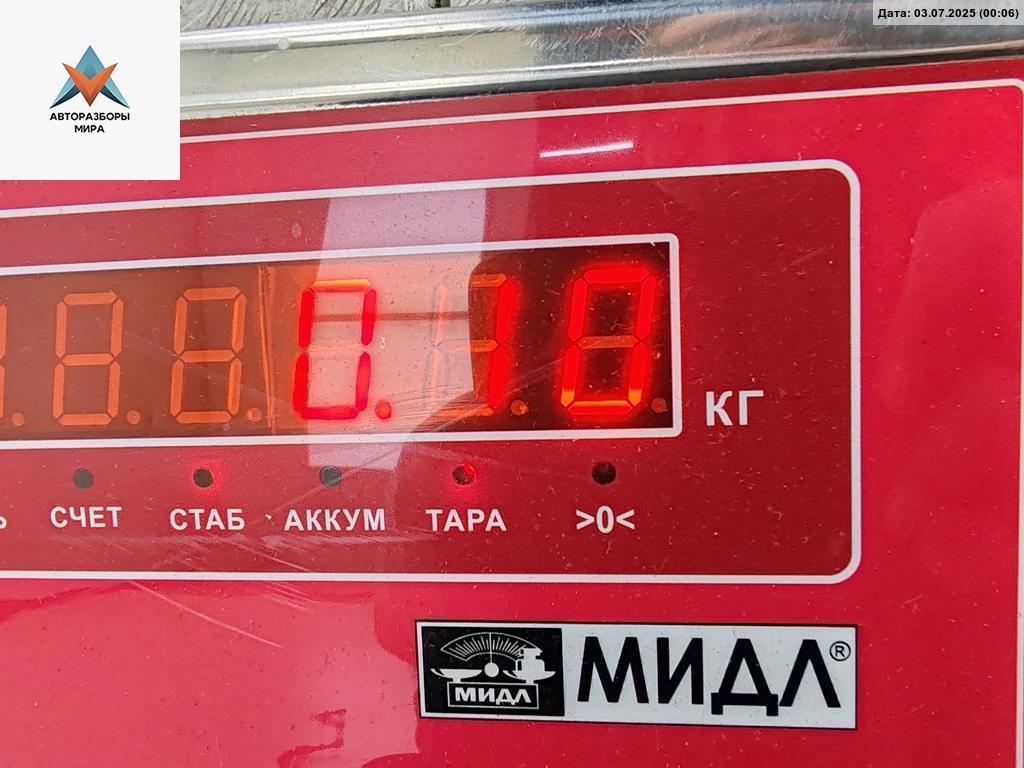 Дата: 03.07.2025 (00:06)
АВТОРАЗБОРЫ
МИРА
0.10
КГ
СЧЕТ СТАБ АККУМ ТАРА >0<
МИДЛ
МИДЛ®